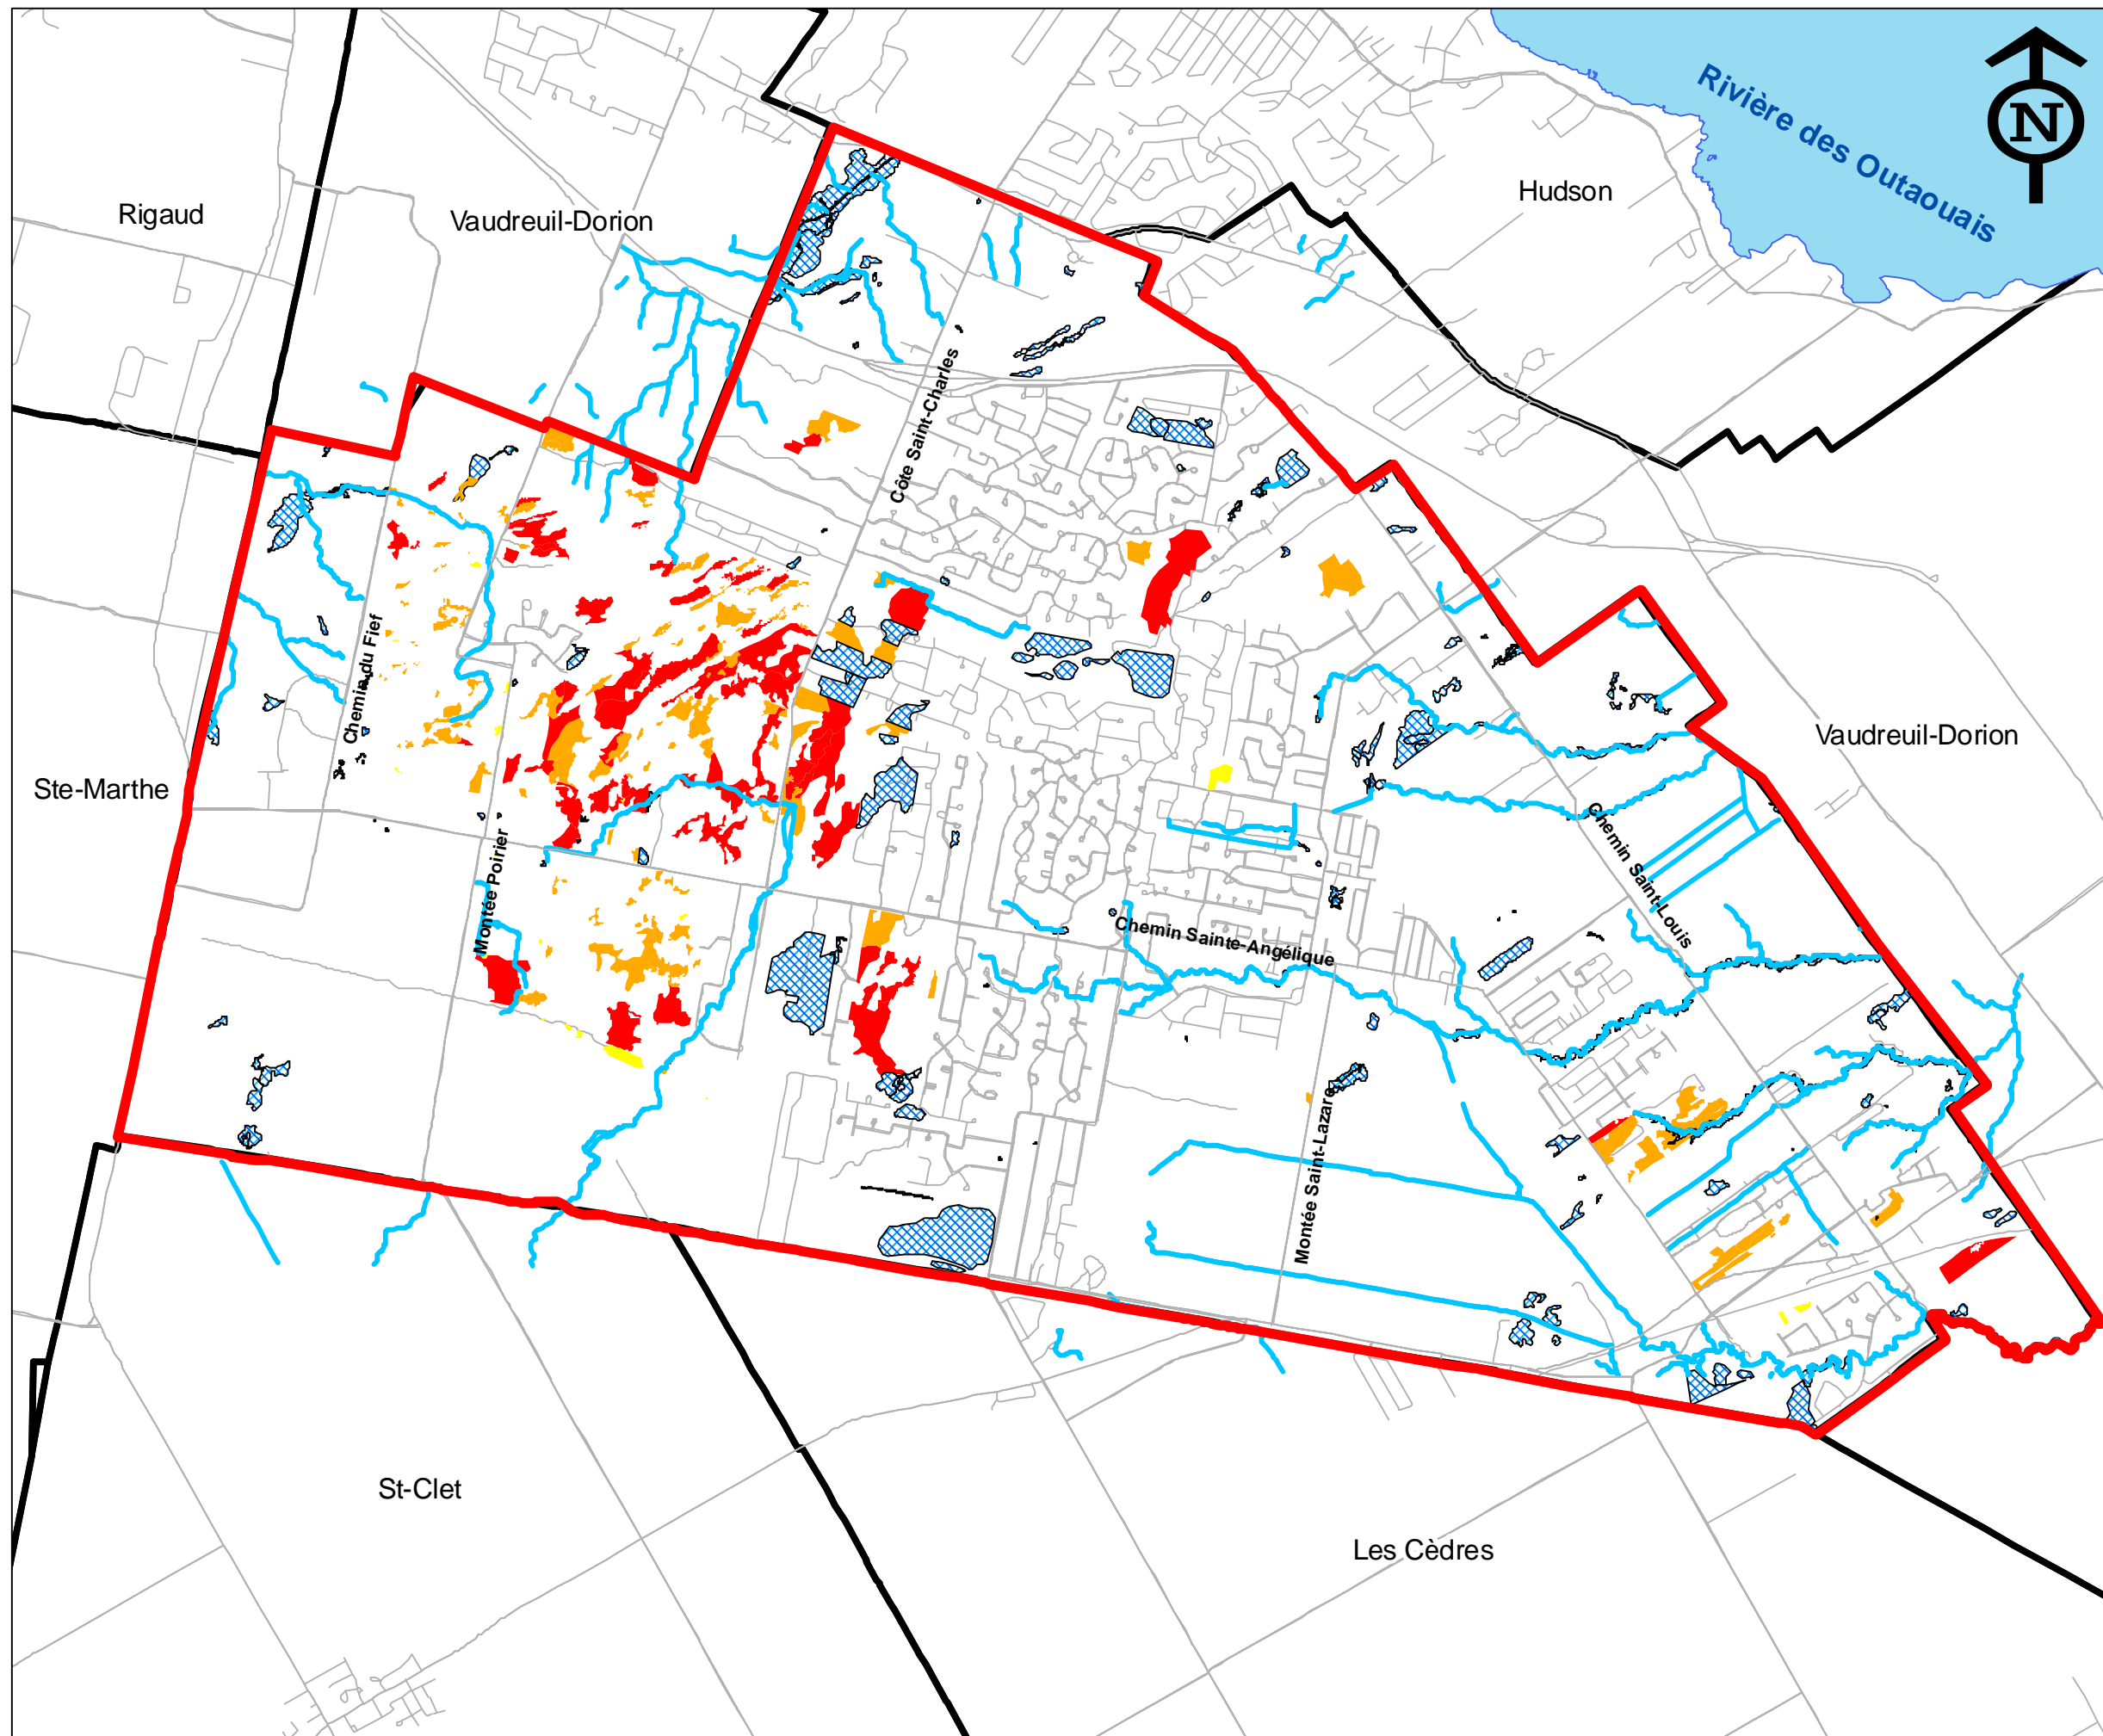 Rivière des Outaouais
N
Hudson
Rigaud
Vaudreuil-Dorion
Côte Saint-Charles
Chemin du Fief
Vaudreuil-Dorion
Ste-Marthe
Chemin Saint-Louis
Montée Poirier
Chemin Sainte-Angélique
Montée Saint-Lazare
St-Clet
Les Cèdres